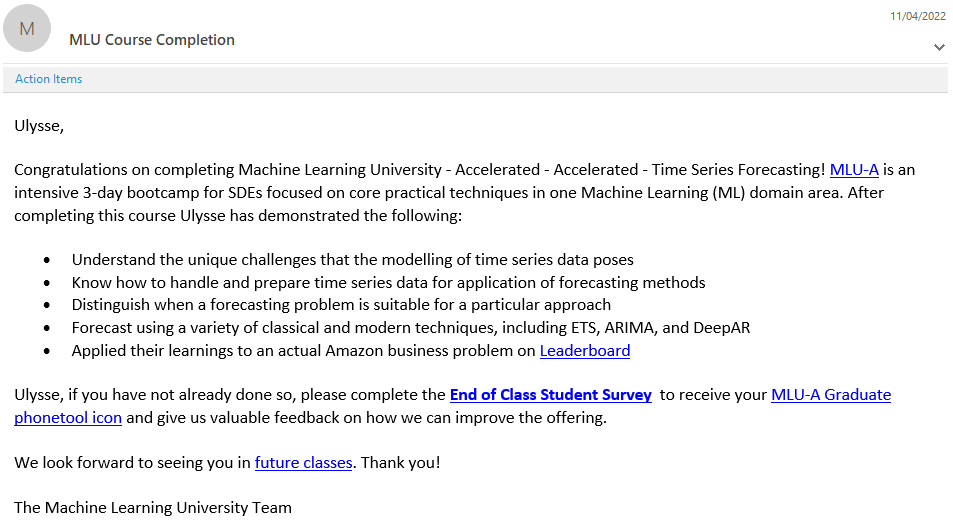 M
11/04/2022
MLU Course Completion
Action Items
Ulysse,
Congratulations on completing Machine Learning University - Accelerated - Accelerated - Time Series Forecasting! MLU-A is an
intensive 3-day bootcamp for SDEs focused on core practical techniques in one Machine Learning (ML) domain area. After
completing this course Ulysse has demonstrated the following:
• Understand the unique challenges that the modelling of time series data poses
• Know how to handle and prepare time series data for application of forecasting methods
• Distinguish when a forecasting problem is suitable for a particular approach
• Forecast using a variety of classical and modern techniques, including ETS, ARIMA, and DeepAR
• Applied their learnings to an actual Amazon business problem on Leaderboard
Ulysse, if you have not already done so, please complete the End of Class Student Survey to receive your MLU-A Graduate
phonetool icon and give us valuable feedback on how we can improve the offering.
We look forward to seeing you in future classes. Thank you!
The Machine Learning University Team